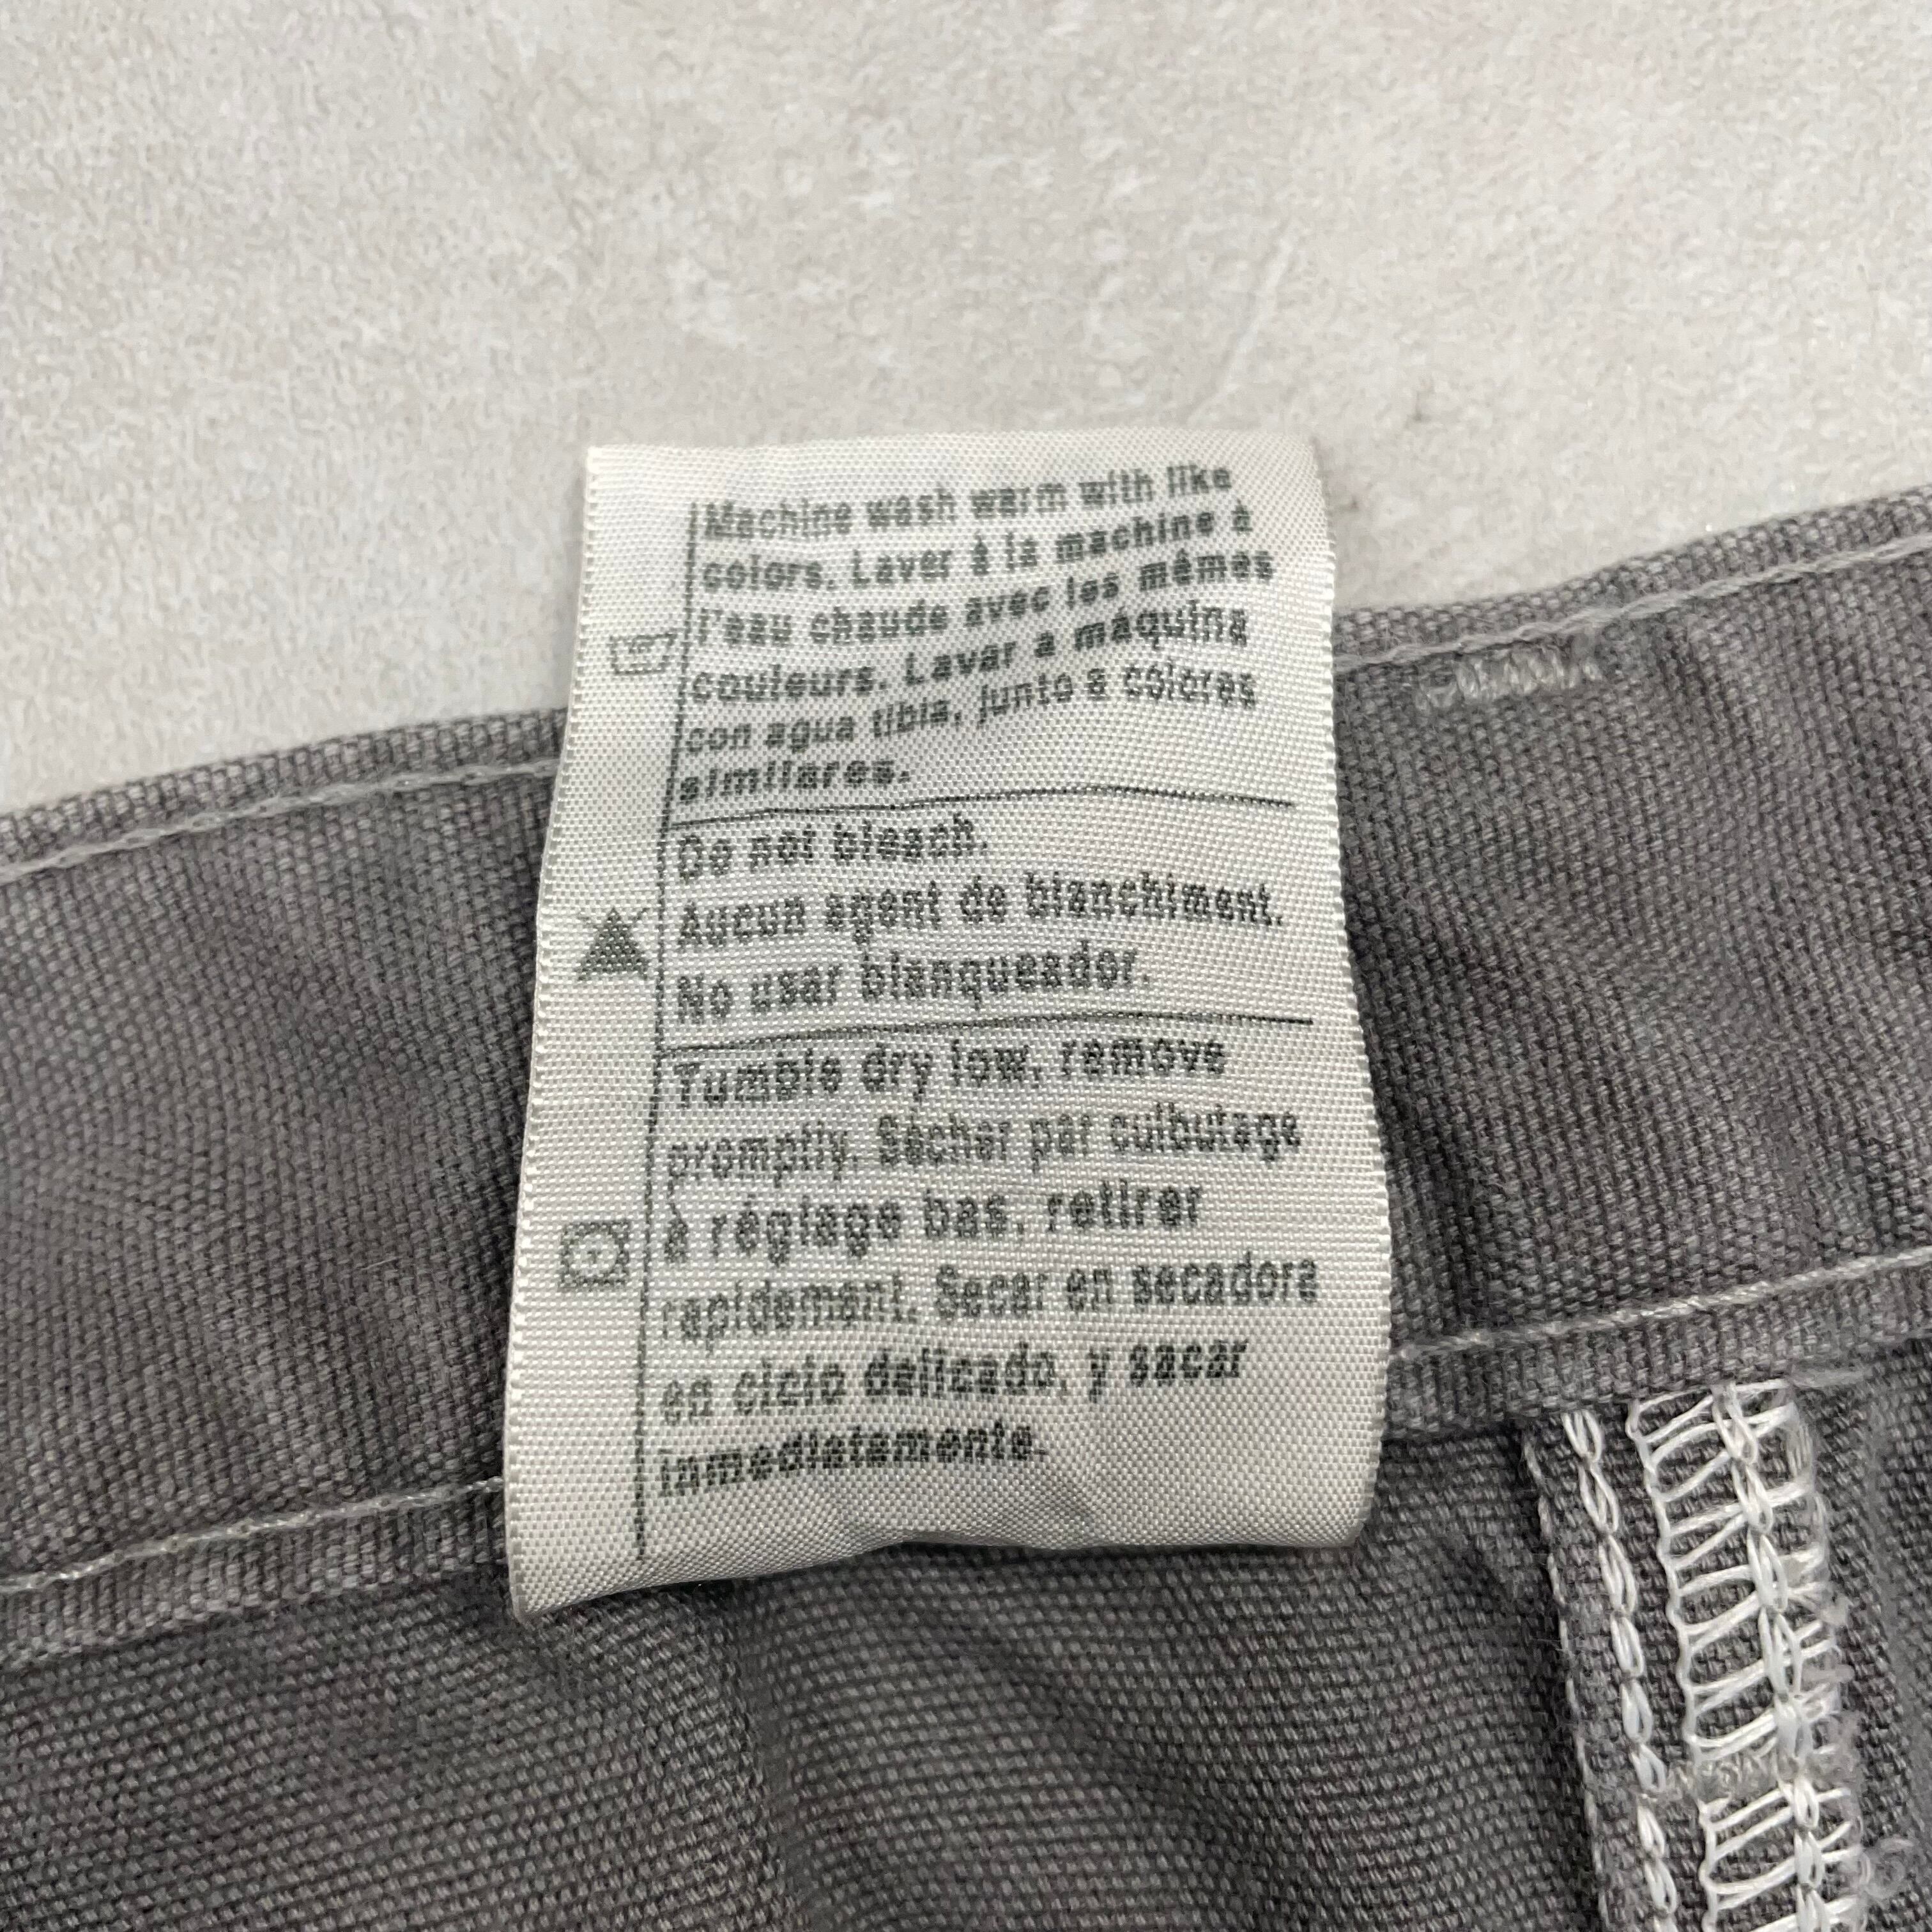 Machine wash warm with like
colors. Laver à la machine à
l'eau chaude avec les mêmes
couleurs. Lavar a máquina
con agua tibia, junto a colores
similares.
Do not bleach.
Aucun agent de blanchiment.
No usar blanqueador.
Tumble dry low, remove
promptly. Sécher par culbutage
à réglage bas, retirer
rapidement. Secar en secadora
en ciclo delicado, y sacar
inmediatamente.